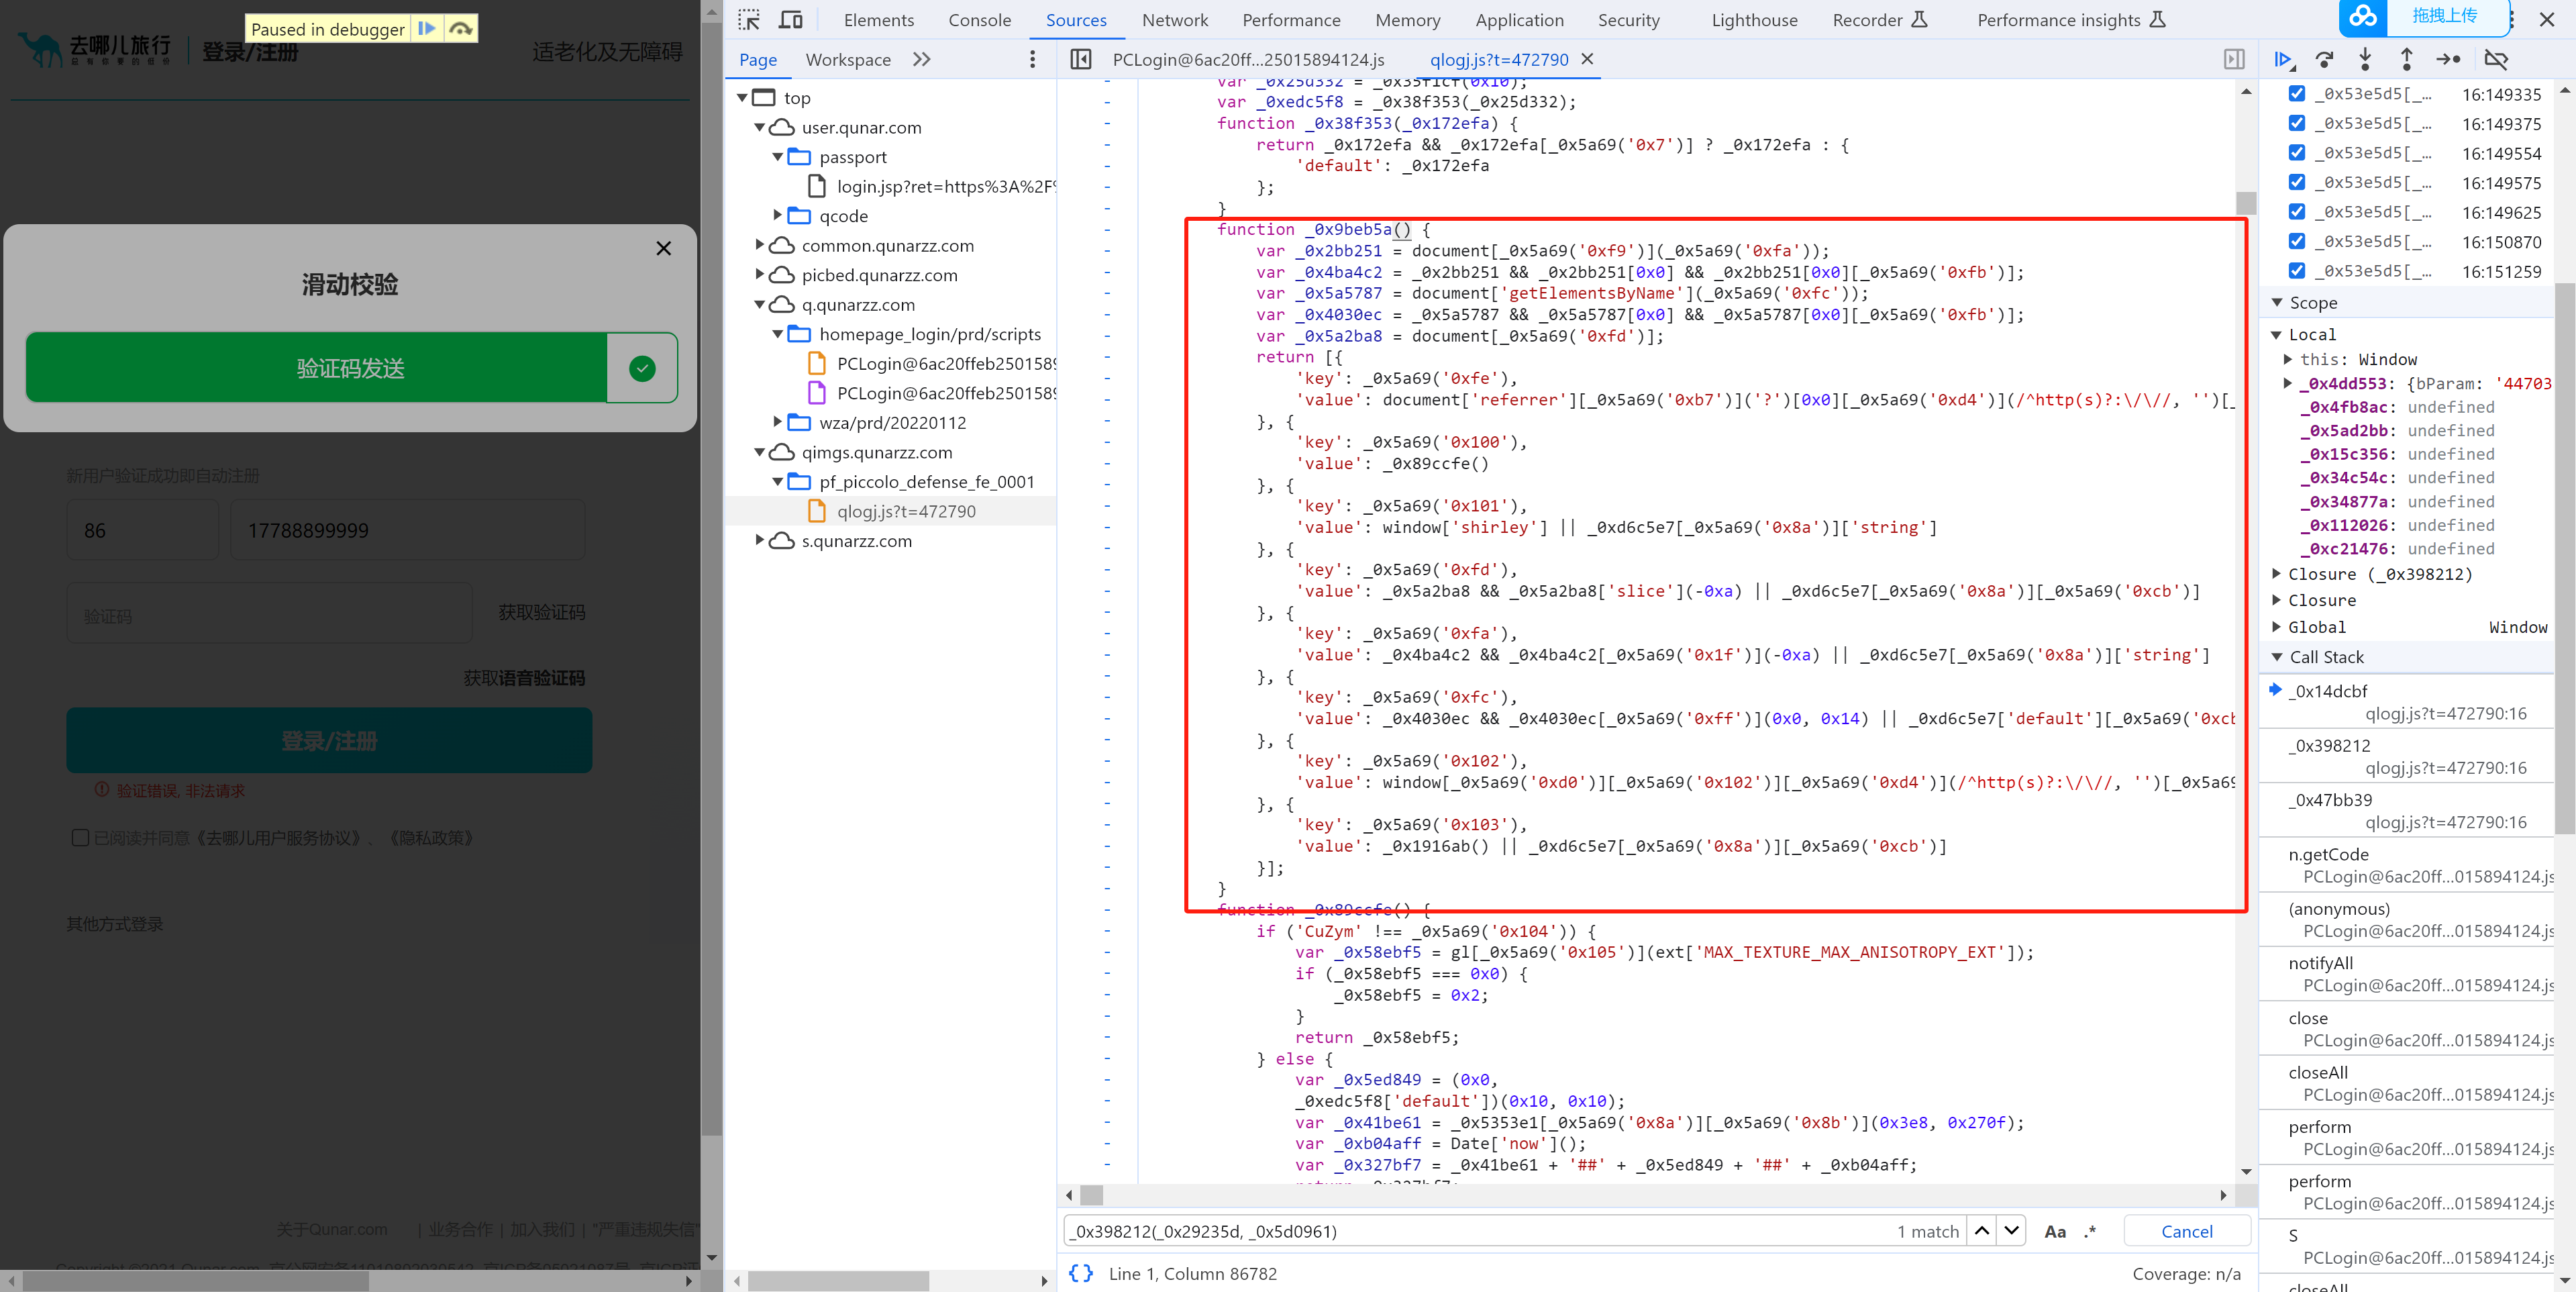 Paused in debugger
去哪儿旅行
总有你要的低价
登录/注册
适老化及无障碍
滑动校验
验证码发送
新用户验证成功即自动注册
86
17788899999
验证码
获取验证码
获取语音验证码
登录/注册
验证错误, 非法请求
已阅读并同意《去哪儿用户服务协议》、《隐私政策》
其他方式登录
关于Qunar.com | 业务合作 | 加入我们 | "严重违规失信"
Elements
Console
Sources
Network
Performance
Memory
Application
Security
Lighthouse
Recorder
Performance insights
拖拽上传
Page
Workspace
top
user.qunar.com
passport
login.jsp?ret=https%3A%2F%
qcode
common.qunarzz.com
picbed.qunarzz.com
q.qunarzz.com
homepage_login/prd/scripts
PCLogin@6ac20ffeb250158
PCLogin@6ac20ffeb250158
wza/prd/20220112
qimgs.qunarzz.com
pf_piccolo_defense_fe_0001
qlogj.js?t=472790
s.qunarzz.com
PCLogin@6ac20ff...25015894124.js
qlogj.js?t=472790
var _0x25d332 = _0x35f1cf(0x10);
var _0xedc5f8 = _0x38f353(_0x25d332);
function _0x38f353(_0x172efa) {
return _0x172efa && _0x172efa[_0x5a69('0x7')] ? _0x172efa : {
'default': _0x172efa
};
}
function _0x9beb5a() {
var _0x2bb251 = document[_0x5a69('0xf9')](_0x5a69('0xfa'));
var _0x4ba4c2 = _0x2bb251 && _0x2bb251[0x0] && _0x2bb251[0x0][_0x5a69('0xfb')];
var _0x5a5787 = document['getElementsByName'](_0x5a69('0xfc'));
var _0x4030ec = _0x5a5787 && _0x5a5787[0x0] && _0x5a5787[0x0][_0x5a69('0xfb')];
var _0x5a2ba8 = document[_0x5a69('0xfd')];
return [{
'key': _0x5a69('0xfe'),
'value': document['referrer'][_0x5a69('0xb7')]('?')[0x0][_0x5a69('0xd4')](/^http(s)?:\/\//, '')[_
}, {
'key': _0x5a69('0x100'),
'value': _0x89ccfe()
}, {
'key': _0x5a69('0x101'),
'value': window['shirley'] || _0xd6c5e7[_0x5a69('0x8a')]['string']
}, {
'key': _0x5a69('0xfd'),
'value': _0x5a2ba8 && _0x5a2ba8['slice'](-0xa) || _0xd6c5e7[_0x5a69('0x8a')][_0x5a69('0xcb')]
}, {
'key': _0x5a69('0xfa'),
'value': _0x4ba4c2 && _0x4ba4c2[_0x5a69('0x1f')](-0xa) || _0xd6c5e7[_0x5a69('0x8a')]['string']
}, {
'key': _0x5a69('0xfc'),
'value': _0x4030ec && _0x4030ec[_0x5a69('0xff')](0x0, 0x14) || _0xd6c5e7['default'][_0x5a69('0xcb
}, {
'key': _0x5a69('0x102'),
'value': window[_0x5a69('0xd0')][_0x5a69('0x102')][_0x5a69('0xd4')](/^http(s)?:\/\//, '')[_0x5a69
}, {
'key': _0x5a69('0x103'),
'value': _0x1916ab() || _0xd6c5e7[_0x5a69('0x8a')][_0x5a69('0xcb')]
}];
}
function _0x89ccfe() {
if ('CuZym' !== _0x5a69('0x104')) {
var _0x58ebf5 = gl[_0x5a69('0x105')](ext['MAX_TEXTURE_MAX_ANISOTROPY_EXT']);
if (_0x58ebf5 === 0x0) {
_0x58ebf5 = 0x2;
}
return _0x58ebf5;
} else {
var _0x5ed849 = (0x0,
_0xedc5f8['default'])(0x10, 0x10);
var _0x41be61 = _0x5353e1[_0x5a69('0x8a')][_0x5a69('0x8b')](0x3e8, 0x270f);
var _0xb04aff = Date['now']();
var _0x327bf7 = _0x41be61 + '##' + _0x5ed849 + '##' + _0xb04aff;
return _0x327bf7;
_0x398212(_0x29235d, _0x5d0961)
1 match
Aa
.*
Cancel
{} Line 1, Column 86782
Coverage: n/a
_0x53e5d5[_... 16:149335
_0x53e5d5[_... 16:149375
_0x53e5d5[_... 16:149554
_0x53e5d5[_... 16:149575
_0x53e5d5[_... 16:149625
_0x53e5d5[_... 16:150870
_0x53e5d5[_... 16:151259
Scope
Local
this: Window
_0x4dd553: {bParam: '44703
_0x4fb8ac: undefined
_0x5ad2bb: undefined
_0x15c356: undefined
_0x34c54c: undefined
_0x34877a: undefined
_0x112026: undefined
_0xc21476: undefined
Closure (_0x398212)
Closure
Global Window
Call Stack
_0x14dcbf
qlogj.js?t=472790:16
_0x398212
qlogj.js?t=472790:16
_0x47bb39
qlogj.js?t=472790:16
n.getCode
PCLogin@6ac20ff...015894124.js
(anonymous)
PCLogin@6ac20ff...015894124.js
notifyAll
PCLogin@6ac20ff...015894124.js
close
PCLogin@6ac20ff...015894124.js
closeAll
PCLogin@6ac20ff...015894124.js
perform
PCLogin@6ac20ff...015894124.js
perform
PCLogin@6ac20ff...015894124.js
S
PCLogin@6ac20ff...015894124.js
closeAll